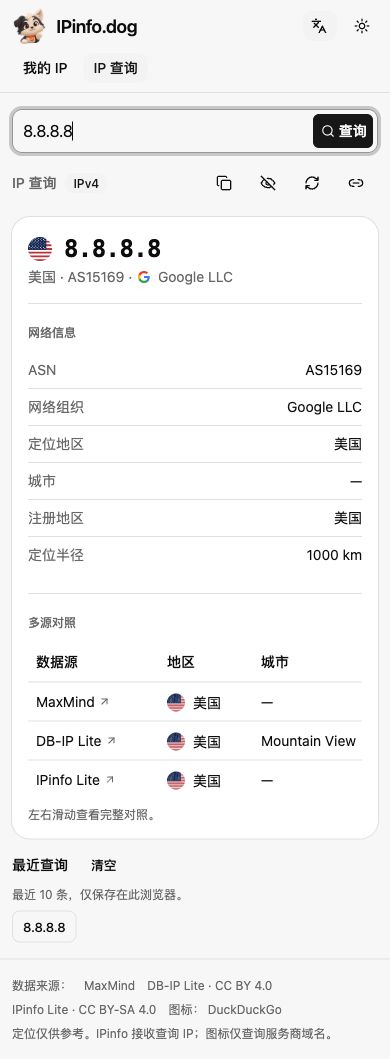 IPinfo.dog
我的 IP IP 查询
8.8.8.8 查询
IP 查询 IPv4
8.8.8.8
美国 · AS15169 · Google LLC
网络信息
ASN AS15169
网络组织 Google LLC
定位地区 美国
城市 —
注册地区 美国
定位半径 1000 km
多源对照
数据源 地区 城市
MaxMind ↗ 美国 —
DB-IP Lite ↗ 美国 Mountain View
IPinfo Lite ↗ 美国 —
左右滑动查看完整对照。
最近查询 清空
最近 10 条，仅保存在此浏览器。
8.8.8.8
数据来源： MaxMind DB-IP Lite · CC BY 4.0
IPinfo Lite · CC BY-SA 4.0 图标： DuckDuckGo
定位仅供参考。IPinfo 接收查询 IP；图标仅查询服务商域名。